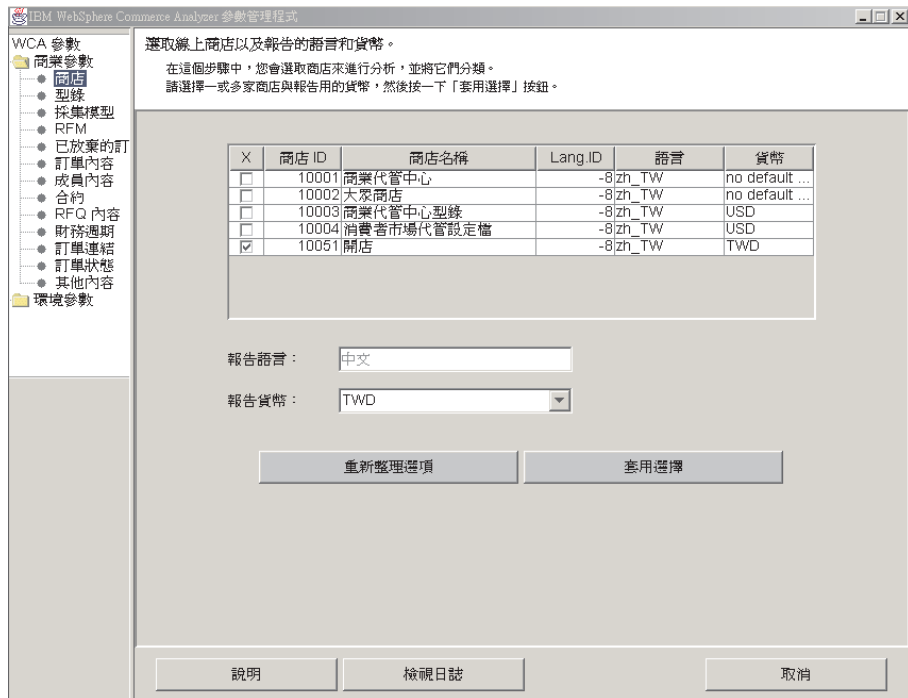 IBM WebSphere Commerce Analyzer 參數管理程式
WCA 參數
商業參數
商店
型錄
採集模型
RFM
已放棄的訂
訂單內容
成員內容
合約
RFQ 內容
財務週期
訂單連結
訂單狀態
其他內容
環境參數
選取線上商店以及報告的語言和貨幣。
在這個步驟中，您會選取商店來進行分析，並將它們分類。
請選擇一或多家商店與報告用的貨幣，然後按一下「套用選擇」按鈕。
X 商店 ID 商店名稱 Lang.ID 語言 貨幣
10001 商業代管中心 -8 zh_TW no default ...
10002 大眾商店 -8 zh_TW no default ...
10003 商業代管中心型錄 -8 zh_TW USD
10004 消費者市場代管設定檔 -8 zh_TW USD
10051 開店 -8 zh_TW TWD
報告語言： 中文
報告貨幣： TWD
重新整理選項 套用選擇
說明 檢視日誌 取消